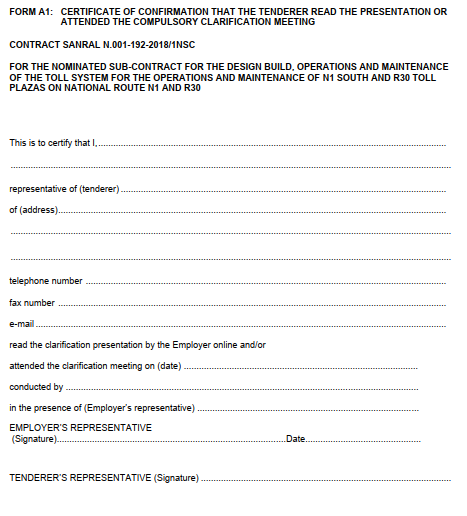 FORM A1: CERTIFICATE OF CONFIRMATION THAT THE TENDERER READ THE PRESENTATION OR
ATTENDED THE COMPULSORY CLARIFICATION MEETING
CONTRACT SANRAL N.001-192-2018/1NSC
FOR THE NOMINATED SUB-CONTRACT FOR THE DESIGN BUILD, OPERATIONS AND MAINTENANCE
OF THE TOLL SYSTEM FOR THE OPERATIONS AND MAINTENANCE OF N1 SOUTH AND R30 TOLL
PLAZAS ON NATIONAL ROUTE N1 AND R30
This is to certify that I,
representative of (tenderer)
of (address)
telephone number
fax number
e-mail
read the clarification presentation by the Employer online and/or
attended the clarification meeting on (date)
conducted by
in the presence of (Employer's representative)
EMPLOYER'S REPRESENTATIVE
(Signature) Date
TENDERER'S REPRESENTATIVE (Signature)